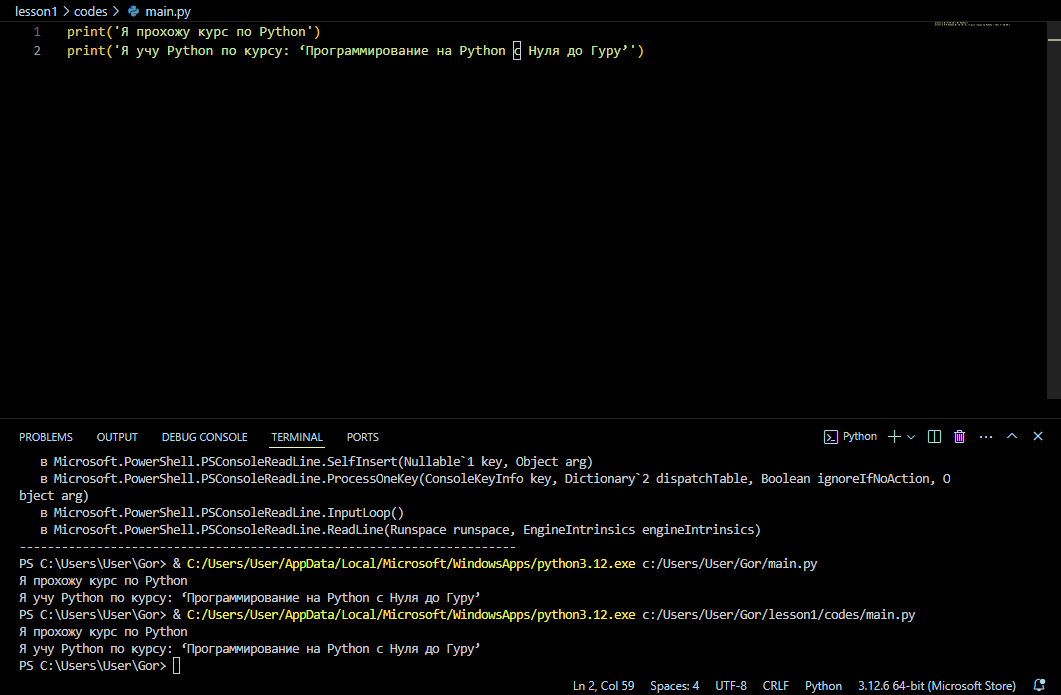 lesson1 > codes > main.py
1 print('Я прохожу курс по Python')
2 print('Я учу Python по курсу: ‘Программирование на Python с Нуля до Гуру’')
PROBLEMS OUTPUT DEBUG CONSOLE TERMINAL PORTS Python
в Microsoft.PowerShell.PSConsoleReadLine.SelfInsert(Nullable`1 key, Object arg)
в Microsoft.PowerShell.PSConsoleReadLine.ProcessOneKey(ConsoleKeyInfo key, Dictionary`2 dispatchTable, Boolean ignoreIfNoAction, O
bject arg)
в Microsoft.PowerShell.PSConsoleReadLine.InputLoop()
в Microsoft.PowerShell.PSConsoleReadLine.ReadLine(Runspace runspace, EngineIntrinsics engineIntrinsics)
-----------------------------------------------------------------------
PS C:\Users\User\Gor> & C:/Users/User/AppData/Local/Microsoft/WindowsApps/python3.12.exe c:/Users/User/Gor/main.py
Я прохожу курс по Python
Я учу Python по курсу: ‘Программирование на Python с Нуля до Гуру’
PS C:\Users\User\Gor> & C:/Users/User/AppData/Local/Microsoft/WindowsApps/python3.12.exe c:/Users/User/Gor/lesson1/codes/main.py
Я прохожу курс по Python
Я учу Python по курсу: ‘Программирование на Python с Нуля до Гуру’
PS C:\Users\User\Gor>
Ln 2, Col 59 Spaces: 4 UTF-8 CRLF Python 3.12.6 64-bit (Microsoft Store)